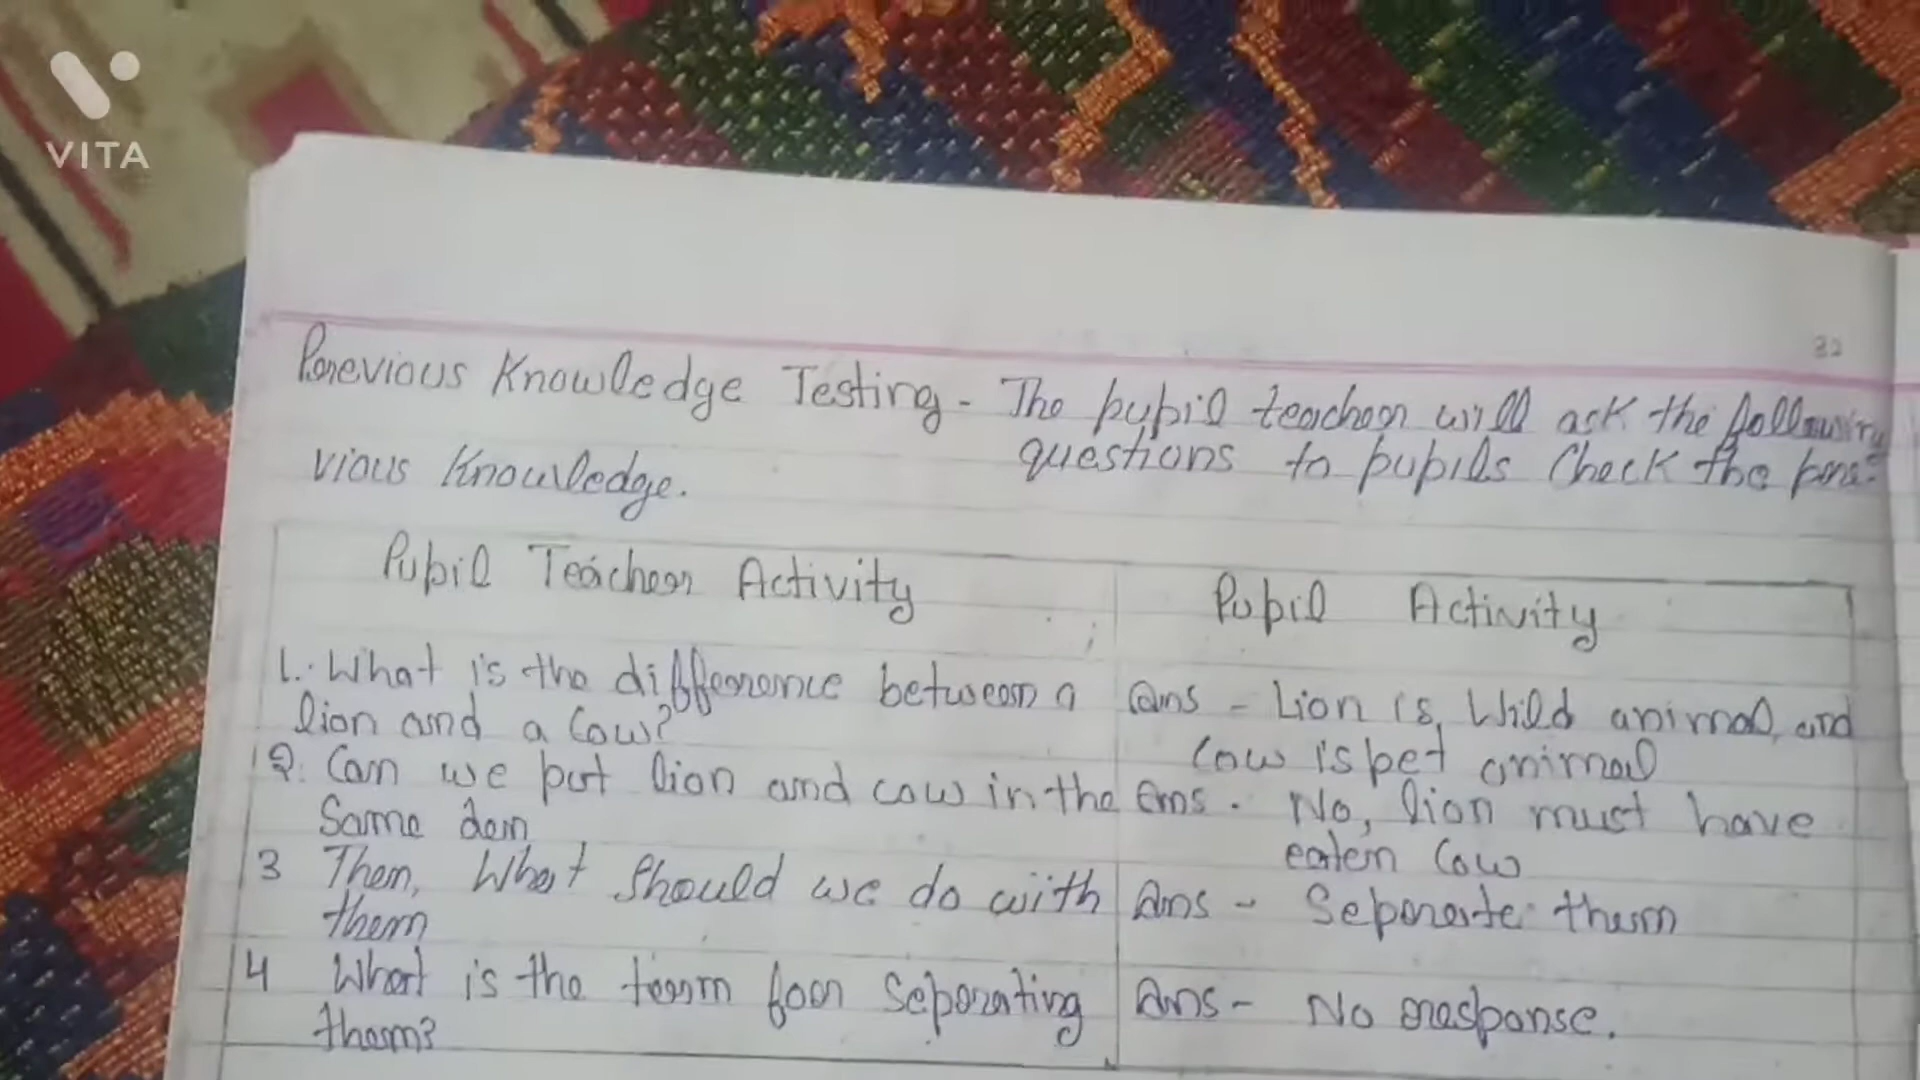 VITA
32
Previous Knowledge Testing - The pupil teacher will ask the following
questions to pupils Check the pre-
vious Knowledge.
Pupil Teacher Activity
Pupil Activity
1. What is the difference between a
lion and a Cow?
Ans - Lion is Wild animal, and
Cow is pet animal
2. Can we put lion and cow in the
Same den
Ans. No, lion must have
eaten Cow
3 Then, What should we do with
them
Ans - Seperate them
4 What is the term for Seperating
them?
Ans - No response.